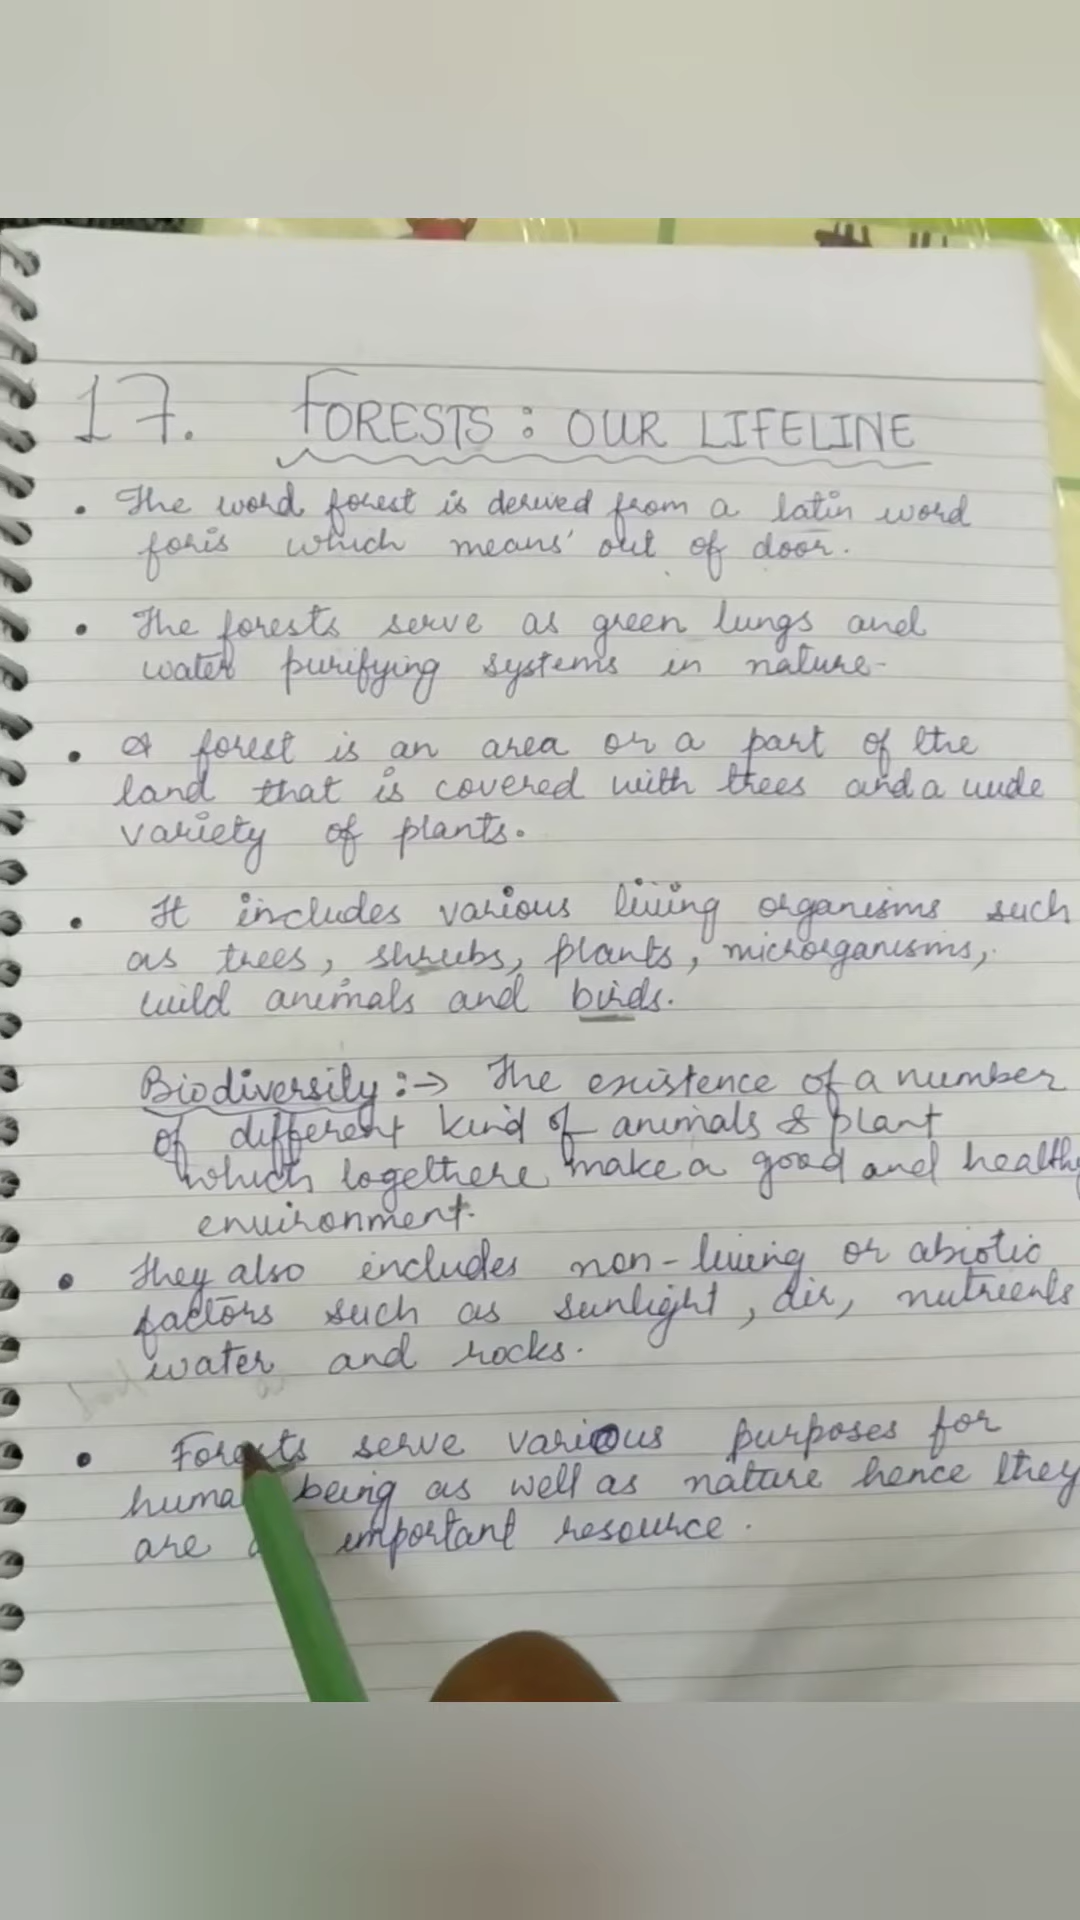 17. FORESTS : OUR LIFELINE
• The word forest is derived from a latin word
foris which means' out of door.
• The forests serve as green lungs and
water purifying systems in nature-
• A forest is an area or a part of the
land that is covered with trees and a wide
variety of plants.
• It includes various living organisms such
as trees, shrubs, plants, microrganisms,
wild animals and birds.
Biodiversity :-> The existence of a number
of different kind of animals & plant
which togethere make a good and healthy
environment.
• They also includes non-living or abiotic
factors such as sunlight, air, nutrients
water and rocks.
• Forests serve various purposes for
human being as well as nature hence they
are important resource.